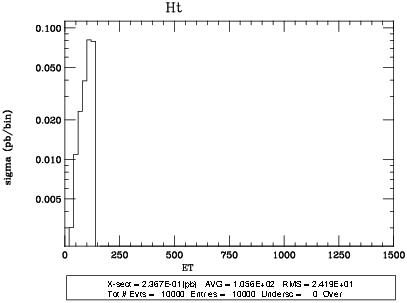 Ht
0.100
0.050
sigma (pb/bin)
0.020
0.010
0.005
0 250 500 750 1000 1250 1500
ET
X-sect = 2.367E-01(pb) AVG = 1.056E+02 RMS = 2.419E+01
Tot # Evts = 10000 Entries = 10000 Undersc = 0 Over